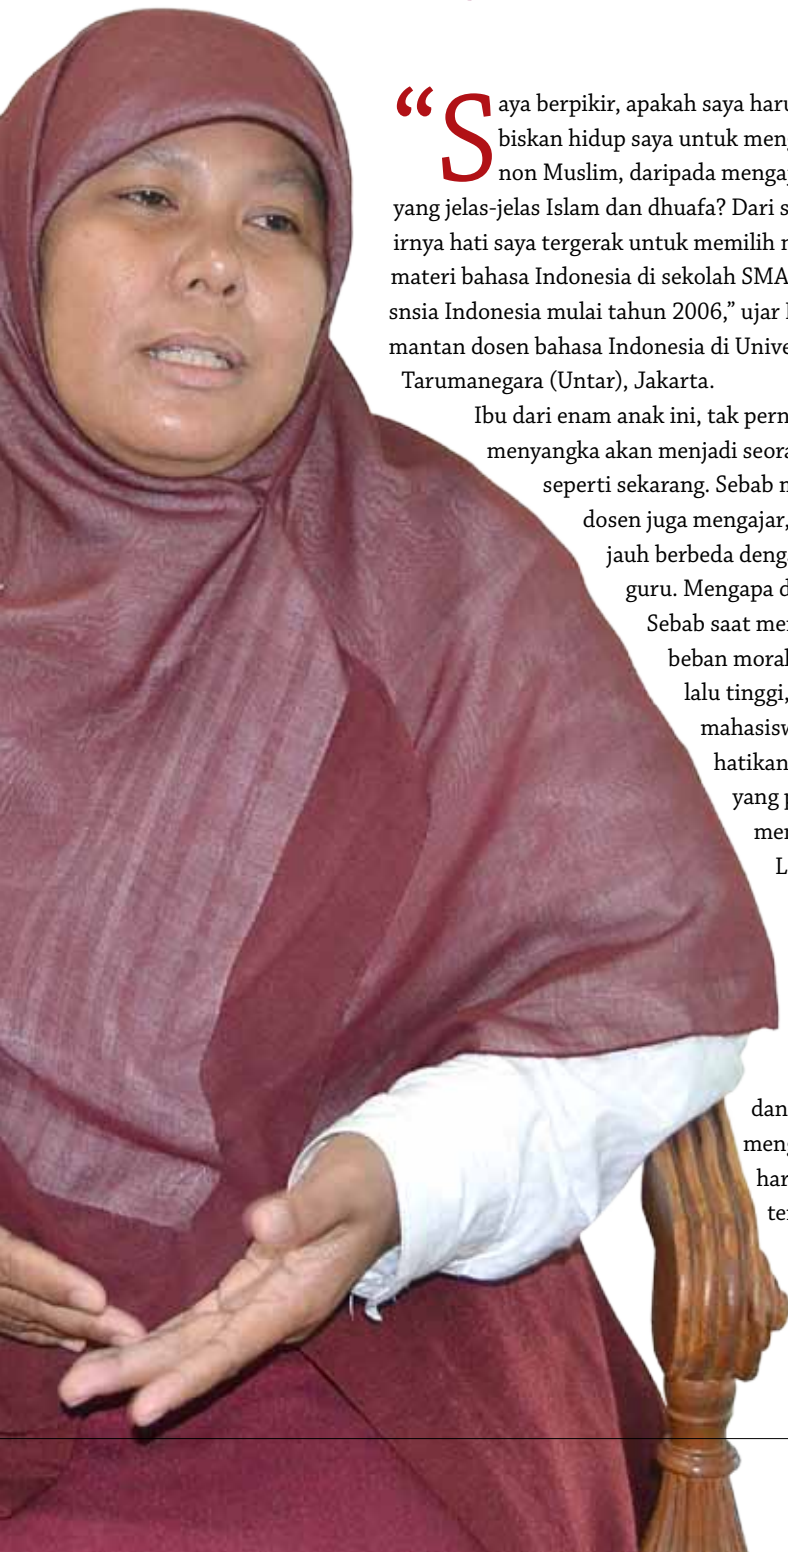 “Saya berpikir, apakah saya haru
biskan hidup saya untuk meng
non Muslim, daripada mengaj
yang jelas-jelas Islam dan dhuafa? Dari s
irnya hati saya tergerak untuk memilih
materi bahasa Indonesia di sekolah SMA
snsia Indonesia mulai tahun 2006,” ujar
mantan dosen bahasa Indonesia di Unive
Tarumanegara (Untar), Jakarta.
Ibu dari enam anak ini, tak pern
menyangka akan menjadi seora
seperti sekarang. Sebab
dosen juga mengajar,
jauh berbeda deng
guru. Mengapa d
Sebab saat me
beban moral
lalu tinggi,
mahasisw
hatikan
yang p
me
L
dan
meng
har
te